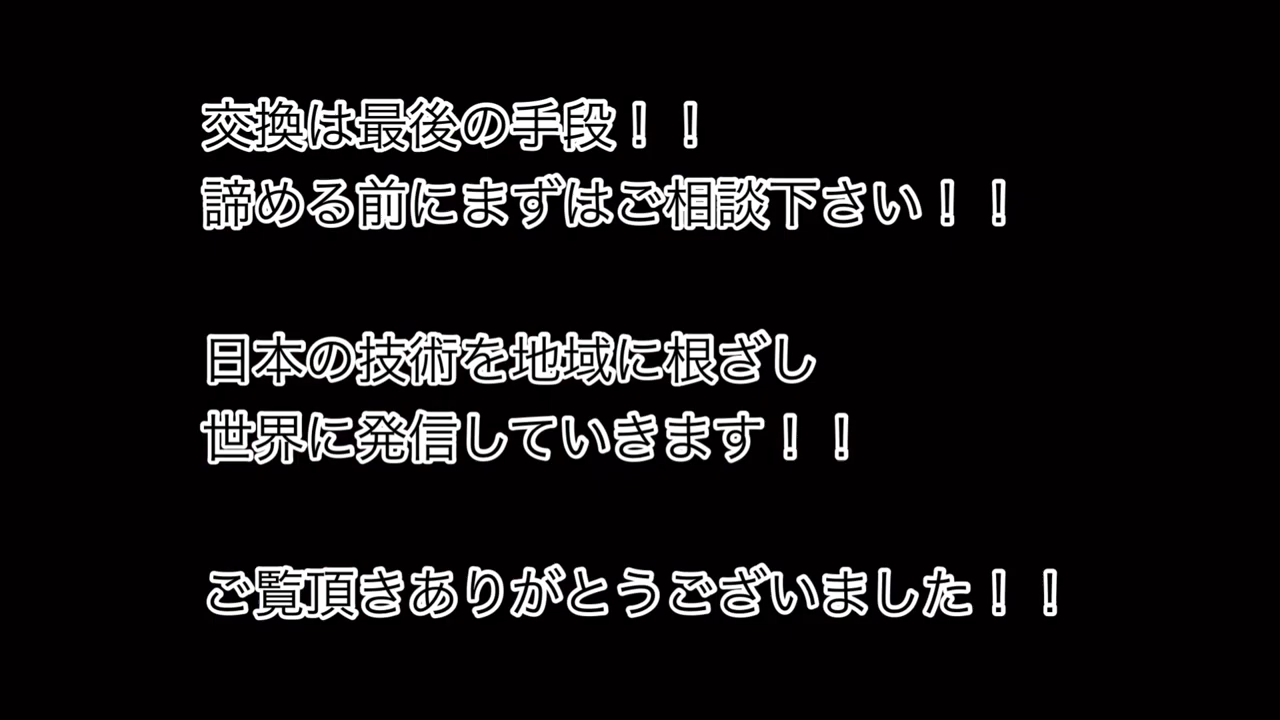 交換は最後の手段！！
諦める前にまずはご相談下さい！！
日本の技術を地域に根ざし
世界に発信していきます！！
ご覧頂きありがとうございました！！